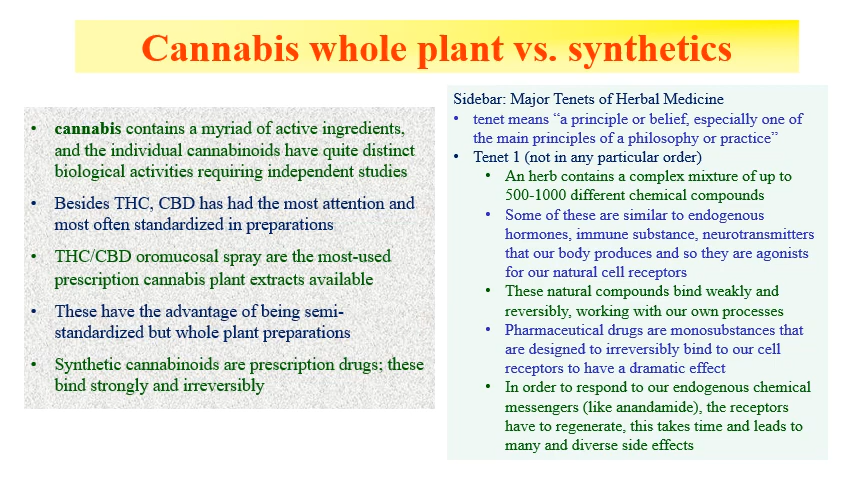 Cannabis whole plant vs. synthetics
• cannabis contains a myriad of active ingredients,
and the individual cannabinoids have quite distinct
biological activities requiring independent studies
• Besides THC, CBD has had the most attention and
most often standardized in preparations
• THC/CBD oromucosal spray are the most-used
prescription cannabis plant extracts available
• These have the advantage of being semi-
standardized but whole plant preparations
• Synthetic cannabinoids are prescription drugs; these
bind strongly and irreversibly
Sidebar: Major Tenets of Herbal Medicine
• tenet means “a principle or belief, especially one of
the main principles of a philosophy or practice”
• Tenet 1 (not in any particular order)
• An herb contains a complex mixture of up to
500-1000 different chemical compounds
• Some of these are similar to endogenous
hormones, immune substance, neurotransmitters
that our body produces and so they are agonists
for our natural cell receptors
• These natural compounds bind weakly and
reversibly, working with our own processes
• Pharmaceutical drugs are monosubstances that
are designed to irreversibly bind to our cell
receptors to have a dramatic effect
• In order to respond to our endogenous chemical
messengers (like anandamide), the receptors
have to regenerate, this takes time and leads to
many and diverse side effects